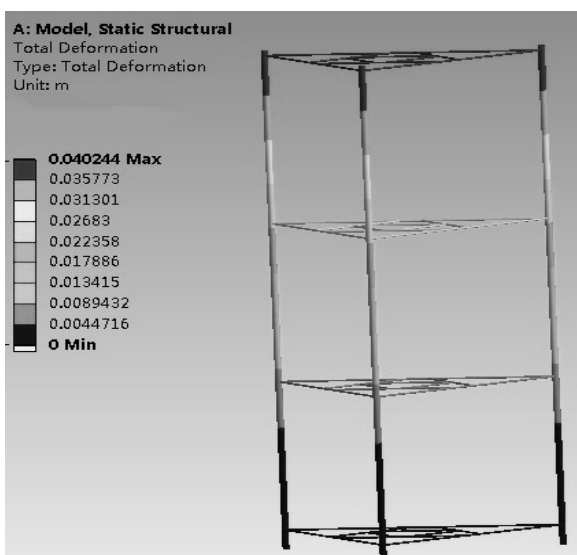 A: Model, Static Structural
Total Deformation
Type: Total Deformation
Unit: m
0.040244 Max
0.035773
0.031301
0.02683
0.022358
0.017886
0.013415
0.0089432
0.0044716
0 Min